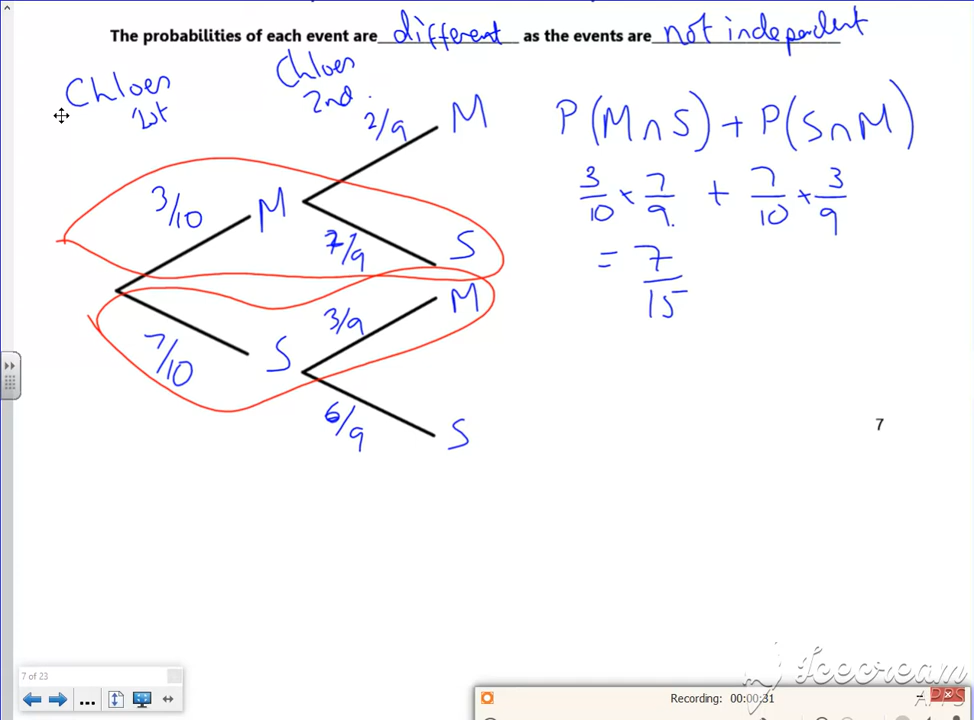 The probabilities of each event are different as the events are not independent
Chloes
1st
Chloes
2nd
2/9
M
3/10
M
7/9
S
3/9
M
7/10
S
6/9
S
P(M∩S) + P(S∩M)
3/10 × 7/9 + 7/10 × 3/9
= 7/15
7
7 of 23
...
Icecream
APPS
Recording: 00:00:31